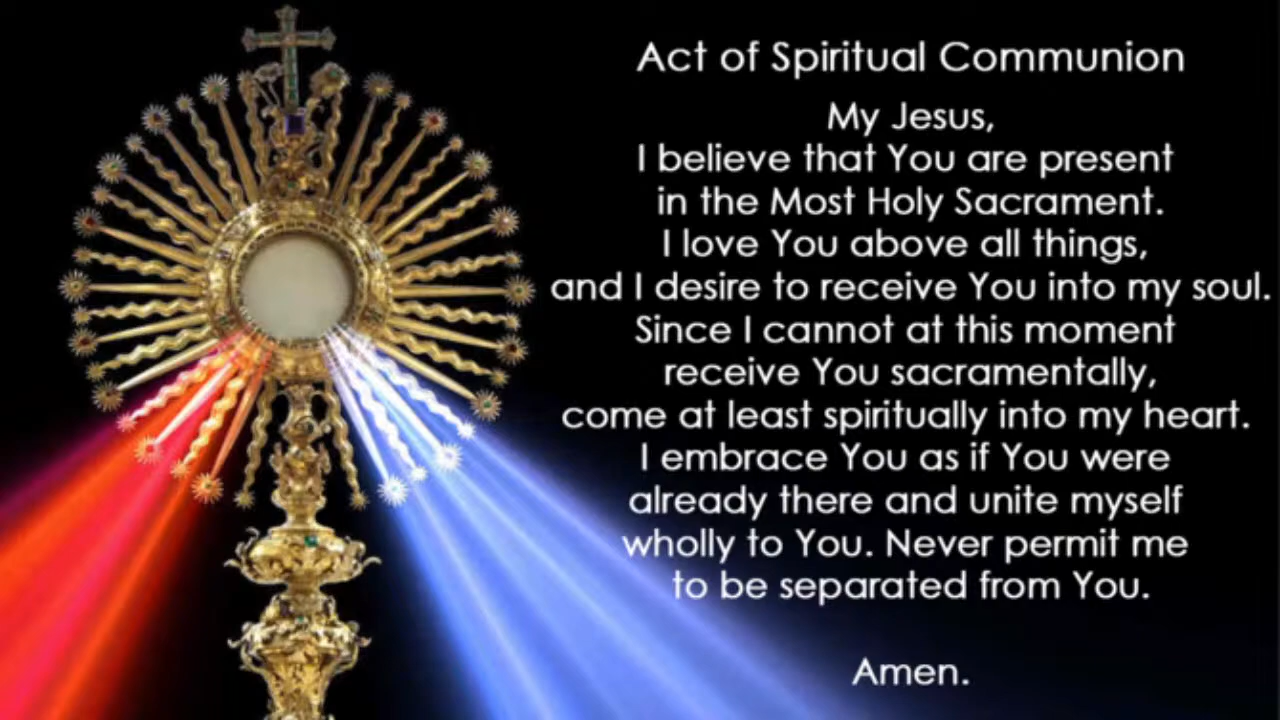 Act of Spiritual Communion
My Jesus,
I believe that You are present
in the Most Holy Sacrament.
I love You above all things,
and I desire to receive You into my soul.
Since I cannot at this moment
receive You sacramentally,
come at least spiritually into my heart.
I embrace You as if You were
already there and unite myself
wholly to You. Never permit me
to be separated from You.
Amen.